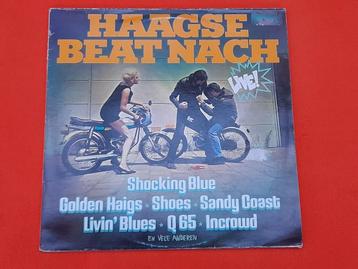 HAAGSE
BEAT NACH
LIVE!
Shocking Blue
Golden Haigs • Shoes • Sandy Coast
Livin' Blues • Q 65 • Incrowd
EN VELE ANDEREN